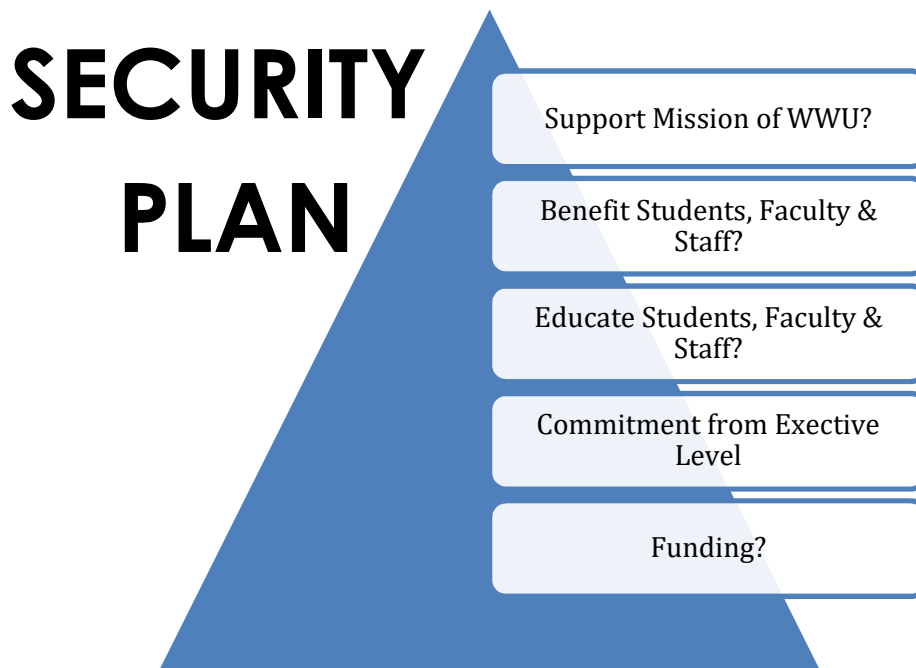 SECURITY
PLAN
Support Mission of WWU?
Benefit Students, Faculty &
Staff?
Educate Students, Faculty &
Staff?
Commitment from Exective
Level
Funding?